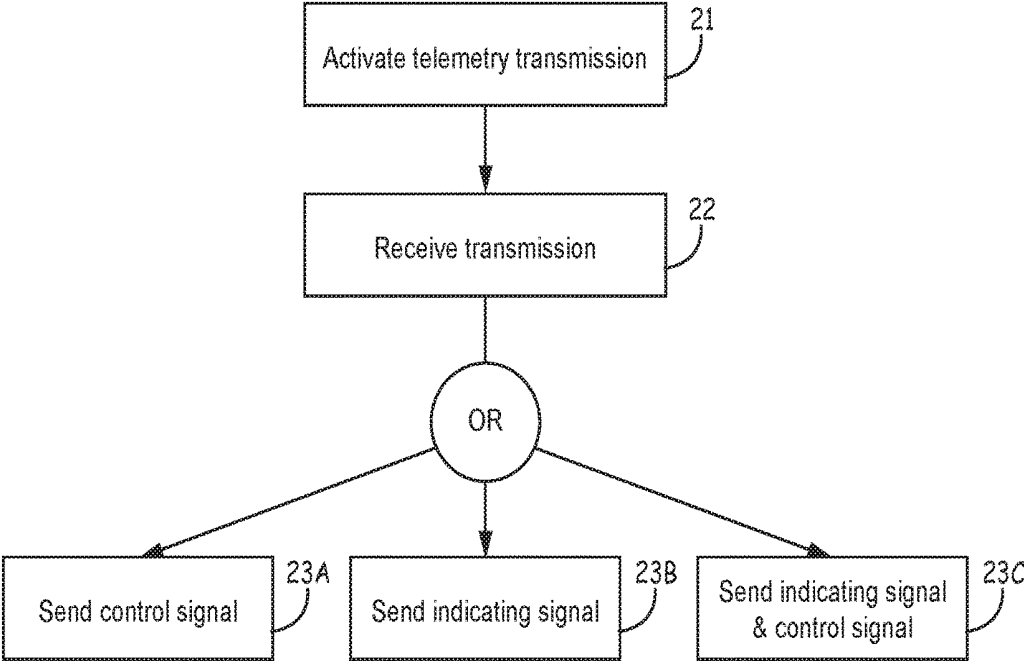 21
Activate telemetry transmission
22
Receive transmission
OR
23A
Send control signal
23B
Send indicating signal
23C
Send indicating signal
& control signal